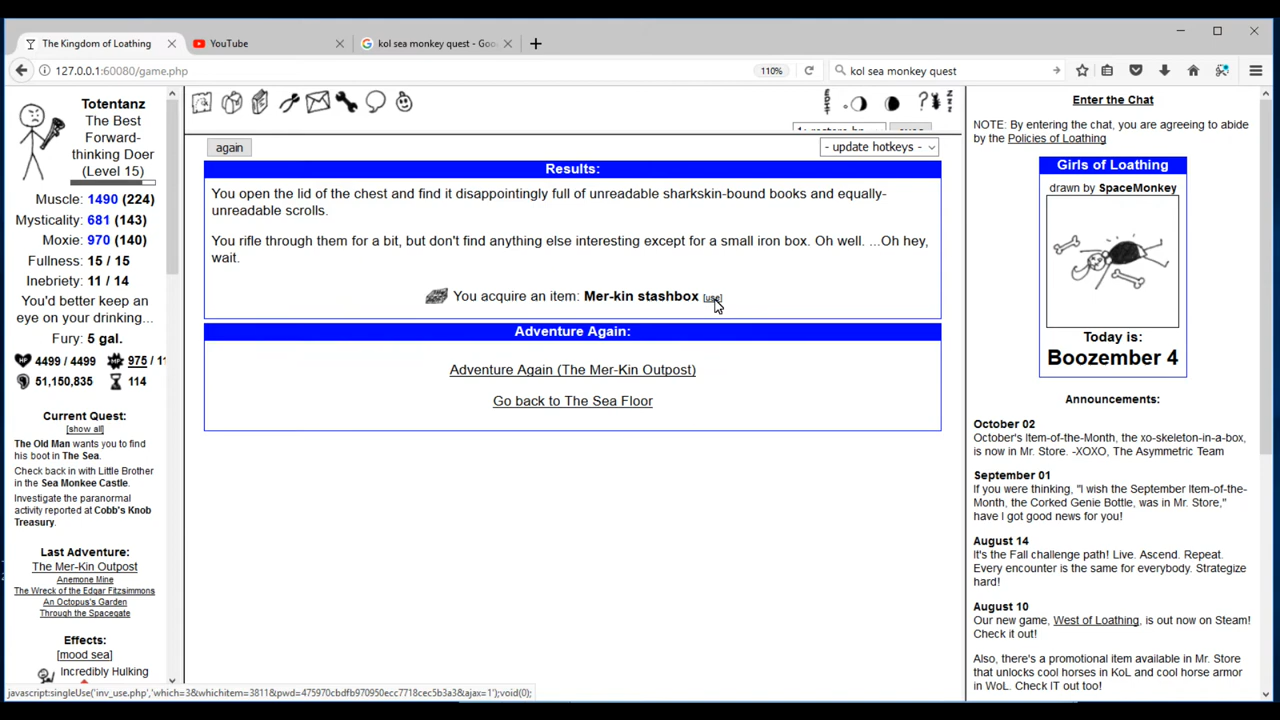 The Kingdom of Loathing
YouTube
kol sea monkey quest - Goo
127.0.0.1:60080/game.php
110%
kol sea monkey quest
Totentanz
The Best
Forward-
thinking Doer
(Level 15)
Muscle: 1490 (224)
Mysticality: 681 (143)
Moxie: 970 (140)
Fullness: 15 / 15
Inebriety: 11 / 14
You'd better keep an
eye on your drinking...
Fury: 5 gal.
4499 / 4499 975 / 11
51,150,835 114
Current Quest:
[show all]
The Old Man wants you to find
his boot in The Sea.
Check back in with Little Brother
in the Sea Monkee Castle.
Investigate the paranormal
activity reported at Cobb's Knob
Treasury.
Last Adventure:
The Mer-Kin Outpost
Anemone Mine
The Wreck of the Edgar Fitzsimmons
An Octopus's Garden
Through the Spacegate
Effects:
[mood sea]
Incredibly Hulking
again
- update hotkeys -
Results:
You open the lid of the chest and find it disappointingly full of unreadable sharkskin-bound books and equally-
unreadable scrolls.
You rifle through them for a bit, but don't find anything else interesting except for a small iron box. Oh well. ...Oh hey,
wait.
You acquire an item: Mer-kin stashbox [use]
Adventure Again:
Adventure Again (The Mer-Kin Outpost)
Go back to The Sea Floor
Enter the Chat
NOTE: By entering the chat, you are agreeing to abide
by the Policies of Loathing
Girls of Loathing
drawn by SpaceMonkey
Today is:
Boozember 4
Announcements:
October 02
October's Item-of-the-Month, the xo-skeleton-in-a-box,
is now in Mr. Store. -XOXO, The Asymmetric Team
September 01
If you were thinking, "I wish the September Item-of-the-
Month, the Corked Genie Bottle, was in Mr. Store,"
have I got good news for you!
August 14
It's the Fall challenge path! Live. Ascend. Repeat.
Every encounter is the same for everybody. Strategize
hard!
August 10
Our new game, West of Loathing, is out now on Steam!
Check it out!
Also, there's a promotional item available in Mr. Store
that unlocks cool horses in KoL and cool horse armor
in WoL. Check IT out too!
javascript:singleUse('inv_use.php','which=3&whichitem=3811&pwd=475970cbdfb970950ecc7718cec5b3a3&ajax=1');void(0);